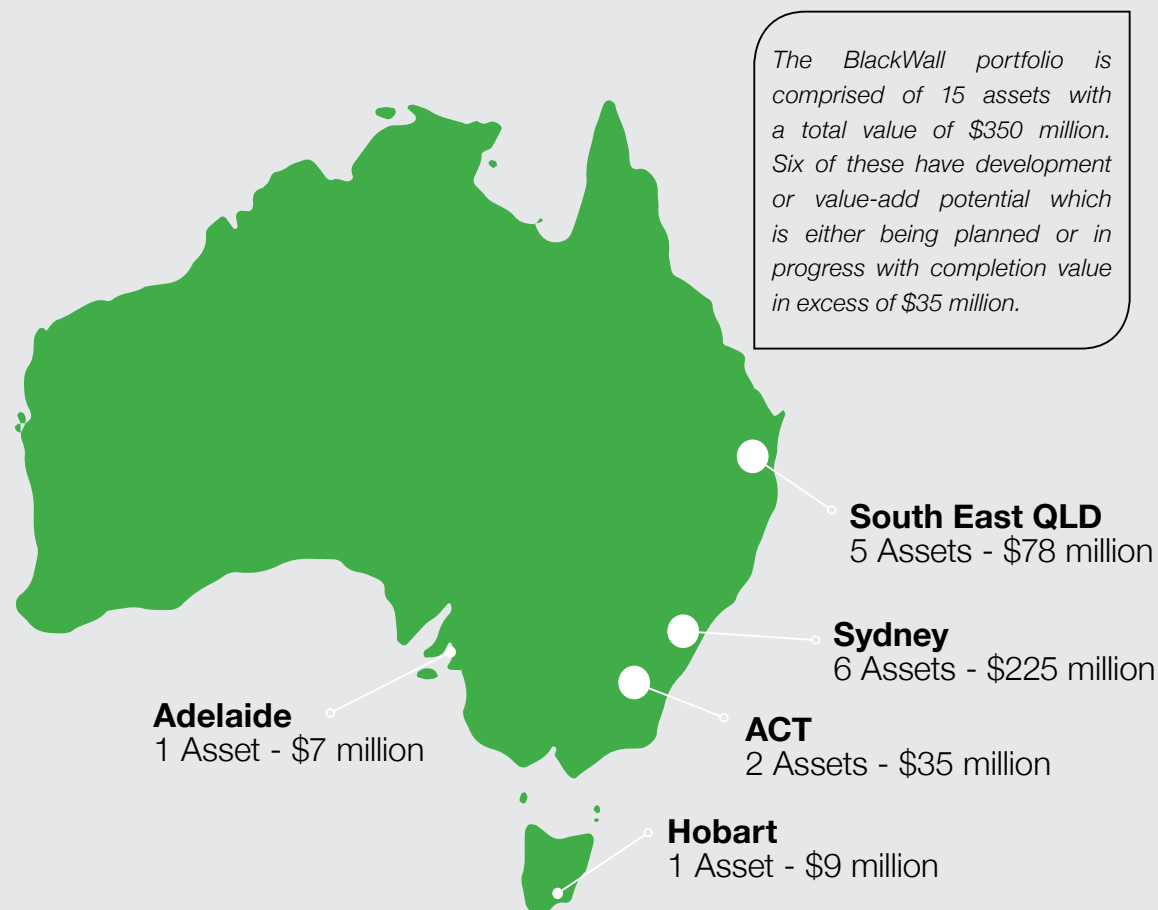 The BlackWall portfolio is
comprised of 15 assets with
a total value of $350 million.
Six of these have development
or value-add potential which
is either being planned or in
progress with completion value
in excess of $35 million.
South East QLD
5 Assets - $78 million
Sydney
6 Assets - $225 million
Adelaide
1 Asset - $7 million
ACT
2 Assets - $35 million
Hobart
1 Asset - $9 million